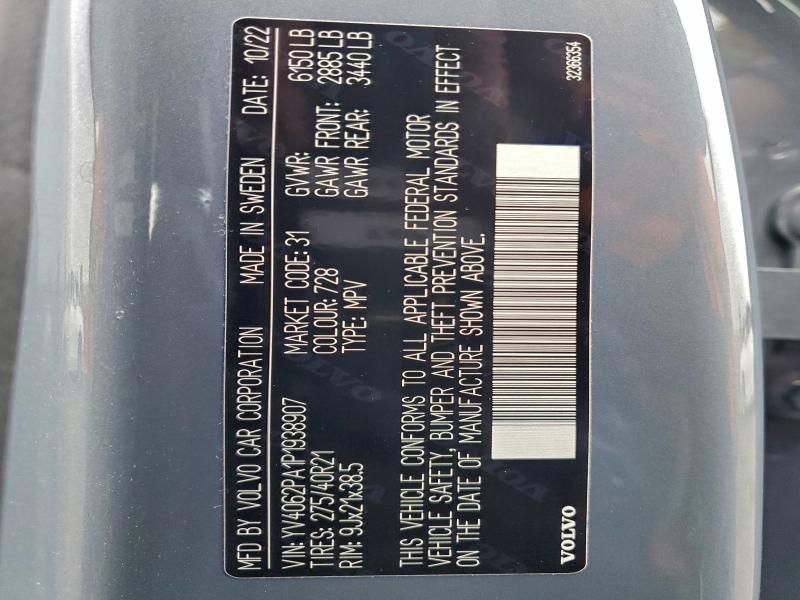 MFD BY VOLVO CAR CORPORATION MADE IN SWEDEN DATE: 10/22
VIN: YV4062PA1P1938907
TIRES: 275/40R21
RIM: 9Jx21x38.5
MARKET CODE: 31
COLOUR: 728
TYPE: MPV
GVWR: 6150 LB
GAWR FRONT: 2885 LB
GAWR REAR: 3440 LB
THIS VEHICLE CONFORMS TO ALL APPLICABLE FEDERAL MOTOR
VEHICLE SAFETY, BUMPER AND THEFT PREVENTION STANDARDS IN EFFECT
ON THE DATE OF MANUFACTURE SHOWN ABOVE.
VOLVO
32366354